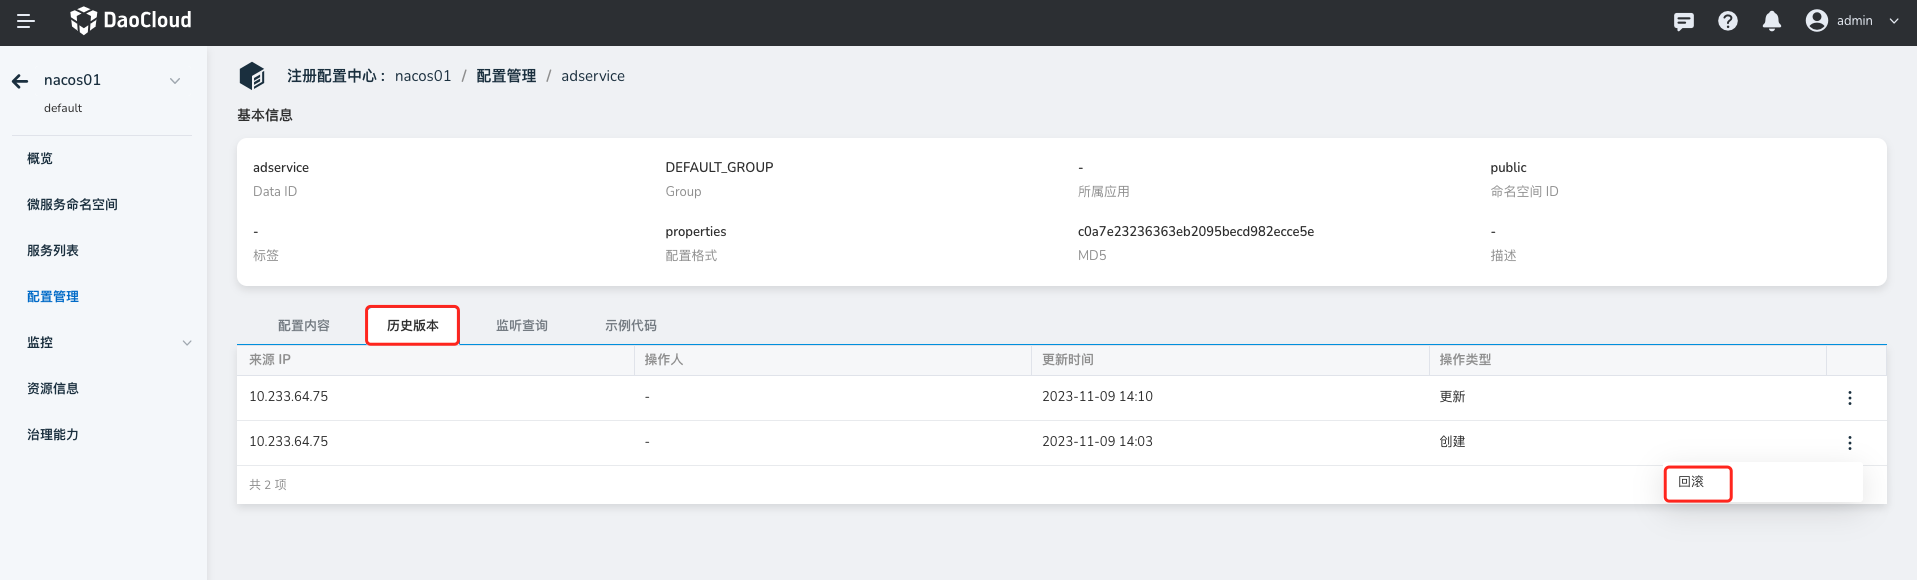 DaoCloud
admin
nacos01
default
概览
微服务命名空间
服务列表
配置管理
监控
资源信息
治理能力
注册配置中心： nacos01 / 配置管理 / adservice
基本信息
adservice DEFAULT_GROUP - public
Data ID Group 所属应用 命名空间 ID
- properties c0a7e23236363eb2095becd982ecce5e -
标签 配置格式 MD5 描述
配置内容 历史版本 监听查询 示例代码
来源 IP 操作人 更新时间 操作类型
10.233.64.75 - 2023-11-09 14:10 更新
10.233.64.75 - 2023-11-09 14:03 创建
共 2 项
回滚